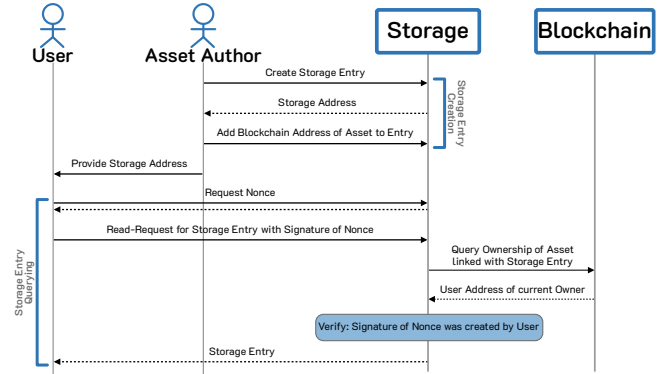 User
Asset Author
Storage
Blockchain
Create Storage Entry
Storage Address
Add Blockchain Address of Asset to Entry
Storage Entry
Creation
Provide Storage Address
Request Nonce
Read-Request for Storage Entry with Signature of Nonce
Query Ownership of Asset
linked with Storage Entry
User Address of current Owner
Verify: Signature of Nonce was created by User
Storage Entry
Storage Entry
Querying